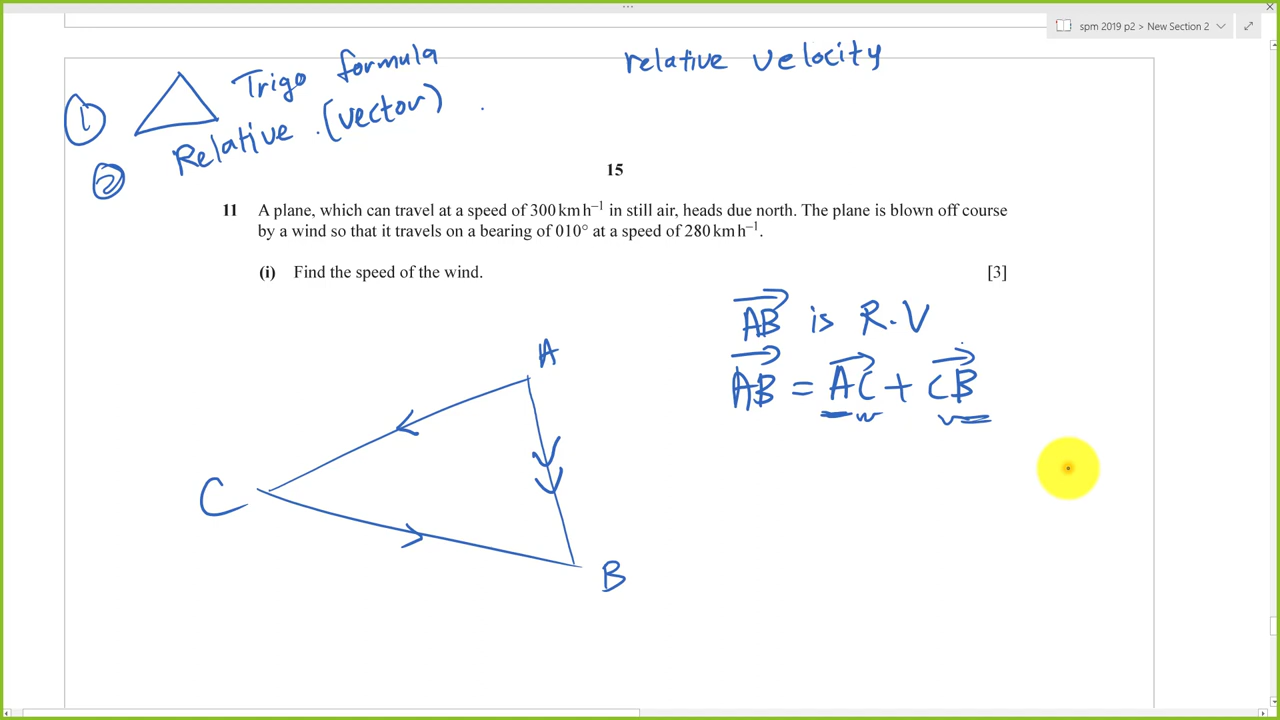 spm 2019 p2 > New Section 2
① Trigo formula
relative velocity
② Relative (vector)
15
11 A plane, which can travel at a speed of 300 km h⁻¹ in still air, heads due north. The plane is blown off course
by a wind so that it travels on a bearing of 010° at a speed of 280 km h⁻¹.
(i) Find the speed of the wind. [3]
AB is R.V
AB = AC + CB
w v
A
C
B